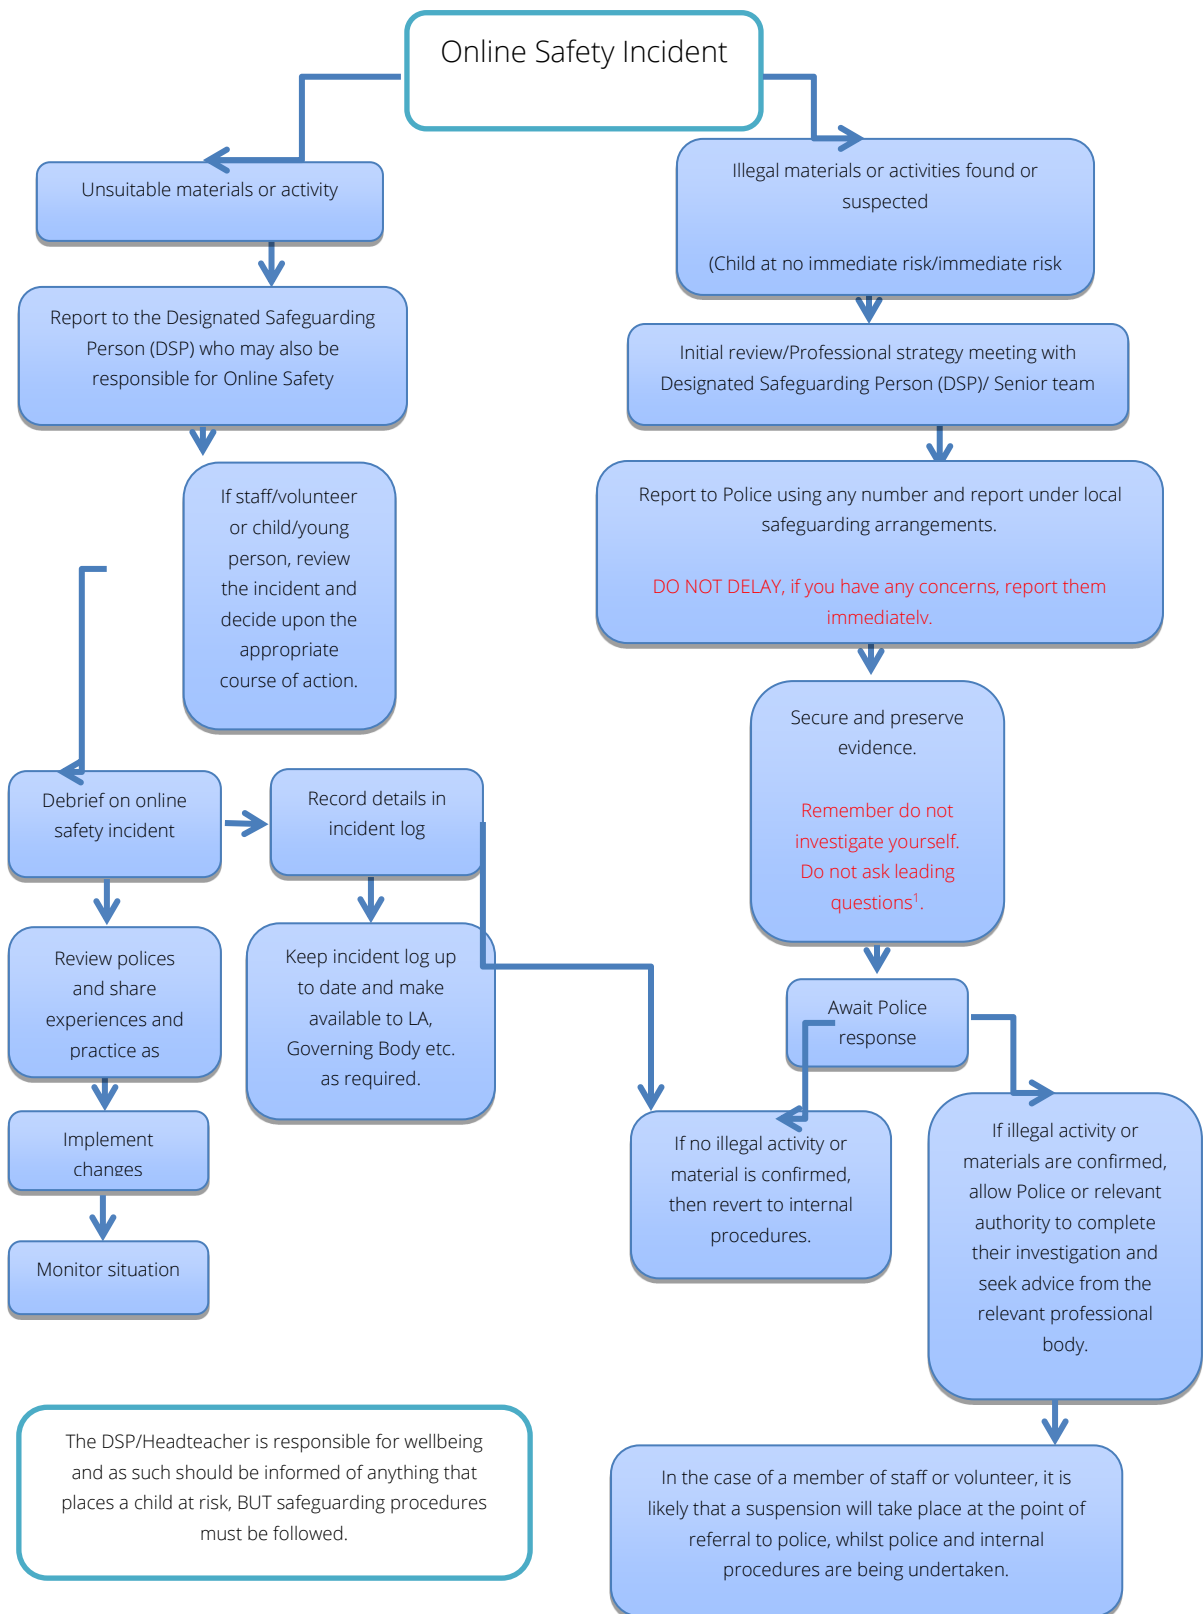 Online Safety Incident
Unsuitable materials or activity
Report to the Designated Safeguarding
Person (DSP) who may also be
responsible for Online Safety
If staff/volunteer
or child/young
person, review
the incident and
decide upon the
appropriate
course of action.
Debrief on online
safety incident
Record details in
incident log
Review polices
and share
experiences and
practice as
Keep incident log up
to date and make
available to LA,
Governing Body etc.
as required.
Implement
changes
Monitor situation
Illegal materials or activities found or
suspected
(Child at no immediate risk/immediate risk
Initial review/Professional strategy meeting with
Designated Safeguarding Person (DSP)/ Senior team
Report to Police using any number and report under local
safeguarding arrangements.
DO NOT DELAY, if you have any concerns, report them
immediately.
Secure and preserve
evidence.
Remember do not
investigate yourself.
Do not ask leading
questions¹.
Await Police
response
If no illegal activity or
material is confirmed,
then revert to internal
procedures.
If illegal activity or
materials are confirmed,
allow Police or relevant
authority to complete
their investigation and
seek advice from the
relevant professional
body.
In the case of a member of staff or volunteer, it is
likely that a suspension will take place at the point of
referral to police, whilst police and internal
procedures are being undertaken.
The DSP/Headteacher is responsible for wellbeing
and as such should be informed of anything that
places a child at risk, BUT safeguarding procedures
must be followed.